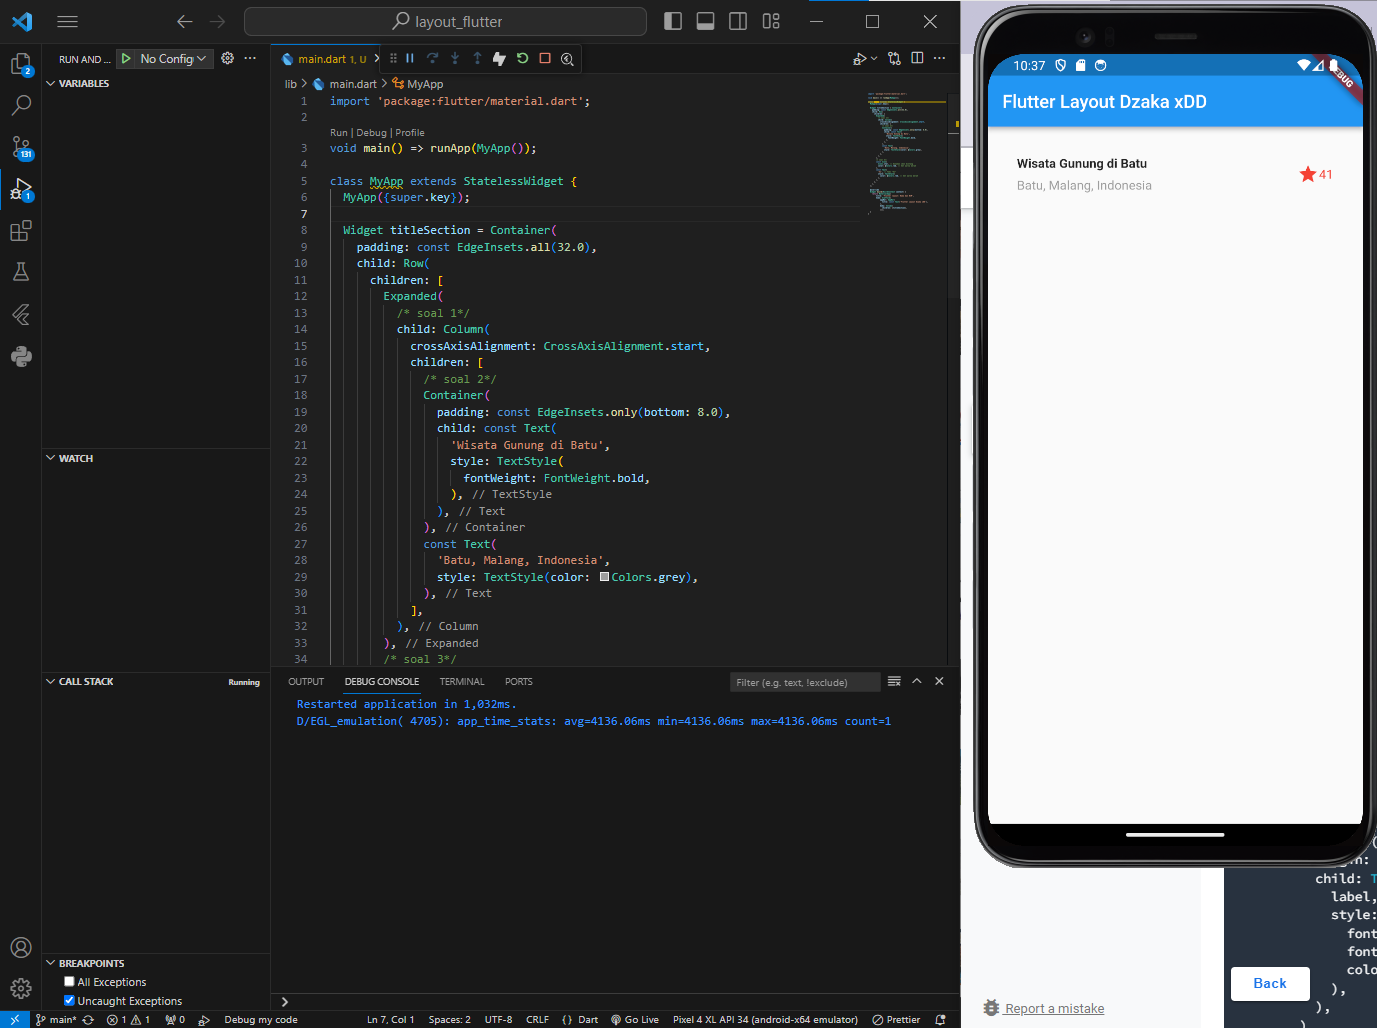 layout_flutter
RUN AND ...
No Config
main.dart 1, U
VARIABLES
lib > main.dart > MyApp
1 import 'package:flutter/material.dart';
2
Run | Debug | Profile
3 void main() => runApp(MyApp());
4
5 class MyApp extends StatelessWidget {
6 MyApp({super.key});
7
8 Widget titleSection = Container(
9 padding: const EdgeInsets.all(32.0),
10 child: Row(
11 children: [
12 Expanded(
13 /* soal 1*/
14 child: Column(
15 crossAxisAlignment: CrossAxisAlignment.start,
16 children: [
17 /* soal 2*/
18 Container(
19 padding: const EdgeInsets.only(bottom: 8.0),
20 child: const Text(
21 'Wisata Gunung di Batu',
22 style: TextStyle(
23 fontWeight: FontWeight.bold,
24 ), // TextStyle
25 ), // Text
26 ), // Container
27 const Text(
28 'Batu, Malang, Indonesia',
29 style: TextStyle(color: Colors.grey),
30 ), // Text
31 ],
32 ), // Column
33 ), // Expanded
34 /* soal 3*/
WATCH
CALL STACK
Running
OUTPUT
DEBUG CONSOLE
TERMINAL
PORTS
Filter (e.g. text, !exclude)
Restarted application in 1,032ms.
D/EGL_emulation( 4705): app_time_stats: avg=4136.06ms min=4136.06ms max=4136.06ms count=1
BREAKPOINTS
All Exceptions
Uncaught Exceptions
2
131
1
main*
1 1
0
Debug my code
Ln 7, Col 1
Spaces: 2
UTF-8
CRLF
{ } Dart
Go Live
Pixel 4 XL API 34 (android-x64 emulator)
Prettier
10:37
Flutter Layout Dzaka xDD
Wisata Gunung di Batu
Batu, Malang, Indonesia
41
child: T
label,
style:
font
font
colo
),
),
Back
Report a mistake